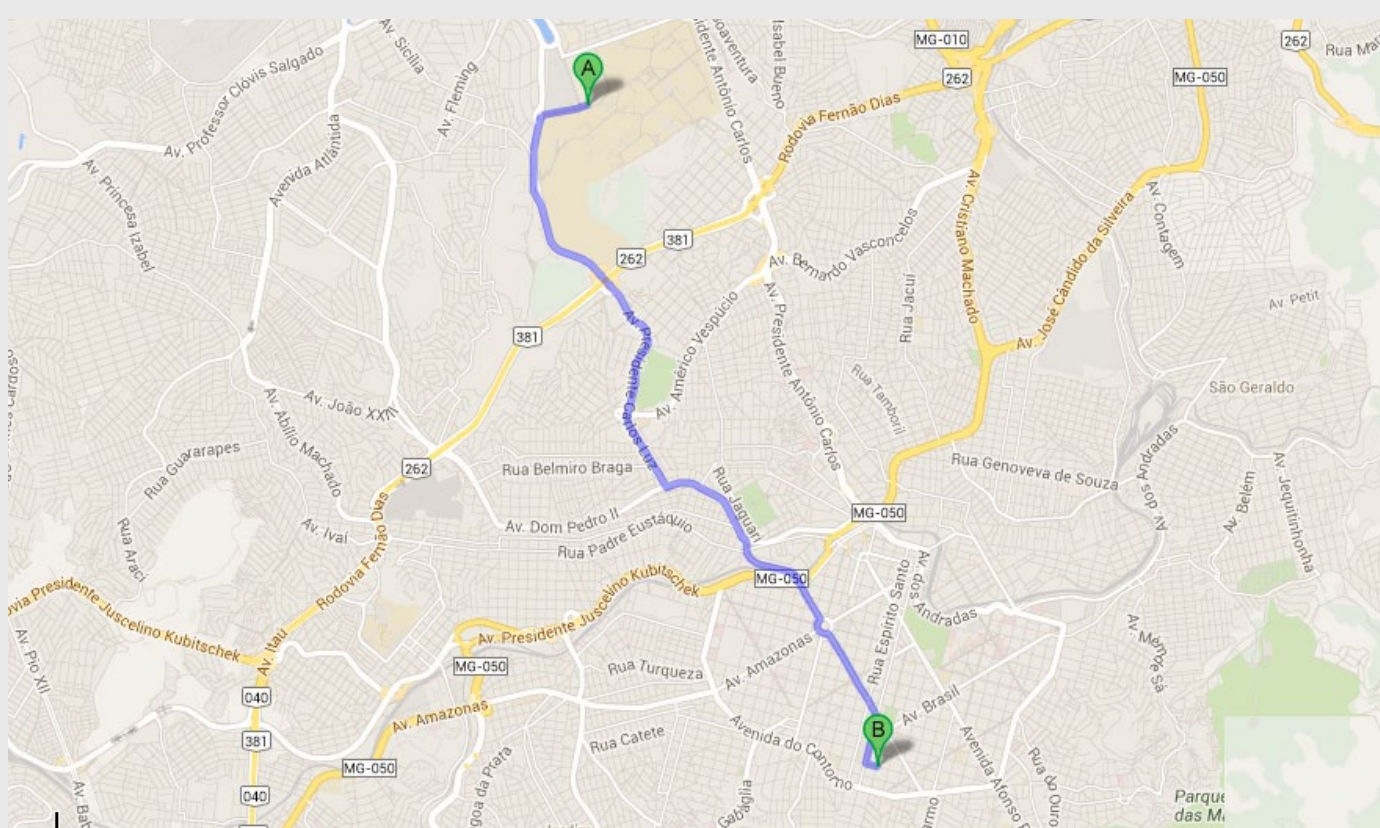 Av. Sicília
MG-010
262
Rua Ma
Isabel Bueno
A
262
MG-050
Av. Professor Clóvis Salgado
Av. Fleming
Rodovia Fernão Dias
Avenida Atlântida
Av. Princesa Izabel
Av. Cristiano Machado
Av. Contagem
381
262
Av. Bernardo Vasconcelos
Av. José Cândido da Silveira
Rua Jacuí
Av. Petit
381
Av. Presidente Carlos Luz
Av. Américo Vespúcio
Av. Presidente Antônio Carlos
Rua Tamboril
São Geraldo
Av. João XXIII
Av. Abílio Machado
Rua Guararapes
262
Rua Belmiro Braga
Rua Jaguari
Rua Genoveva de Souza
Av. dos Andradas
Av. Belém
Av. Jequitinhonha
MG-050
Av. Dom Pedro II
Rua Padre Eustáquio
Av. Ivaí
Rua Araci
Rodovia Fernão Dias
MG-050
Av. Presidente Juscelino Kubitschek
Rua Espírito Santo
Av. dos Andradas
via Presidente Juscelino Kubitschek
Av. Itaú
Av. Pio XII
MG-050
Rua Turqueza
Av. Amazonas
Av. Mem de Sá
040
Av. Amazonas
Av. Brasil
B
381
Rua Catete
Avenida do Contorno
Avenida Afonso
Rua do Ouro
MG-050
040
goa da Prata
Parque
das M